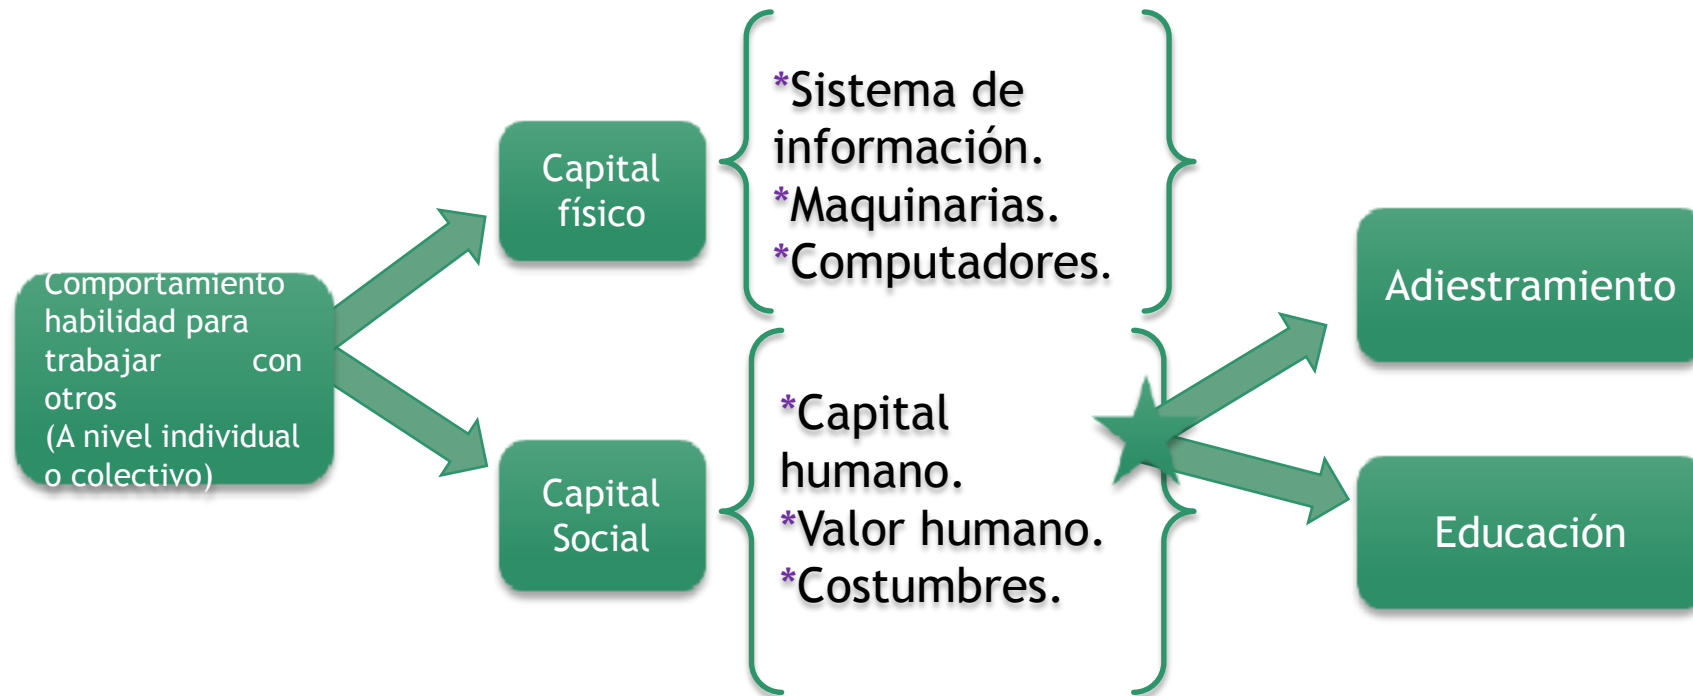 Comportamiento
habilidad para
trabajar con
otros
(A nivel individual
o colectivo)
Capital
físico
*Sistema de
información.
*Maquinarias.
*Computadores.
Capital
Social
*Capital
humano.
*Valor humano.
*Costumbres.
Adiestramiento
Educación